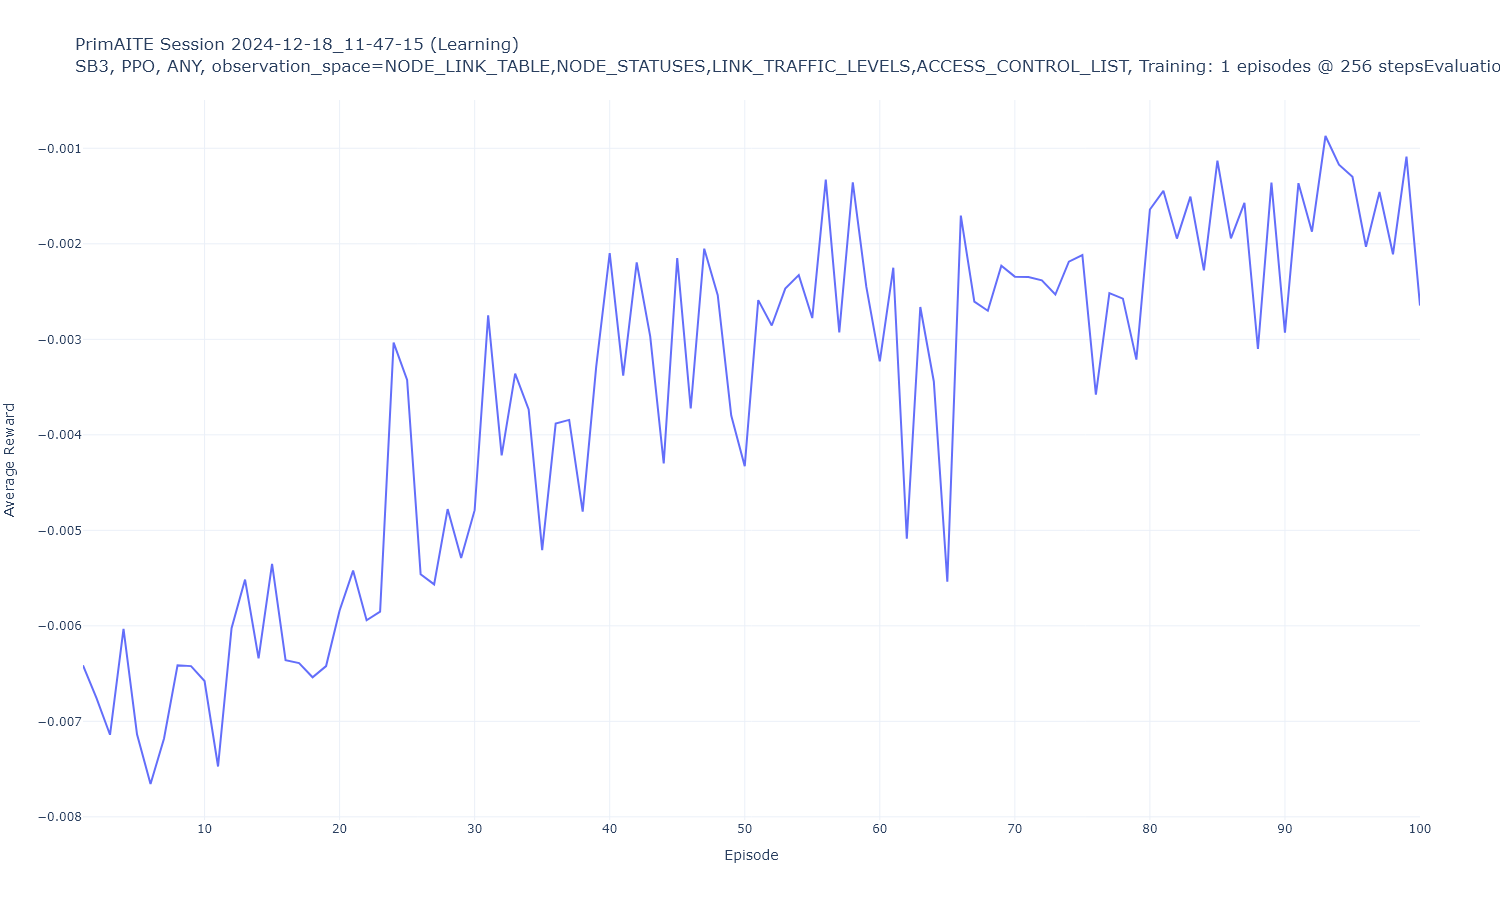 PrimAITE Session 2024-12-18_11-47-15 (Learning)
SB3, PPO, ANY, observation_space=NODE_LINK_TABLE,NODE_STATUSES,LINK_TRAFFIC_LEVELS,ACCESS_CONTROL_LIST, Training: 1 episodes @ 256 stepsEvaluatio
−0.001
−0.002
−0.003
−0.004
−0.005
−0.006
−0.007
−0.008
Average Reward
10 20 30 40 50 60 70 80 90 100
Episode